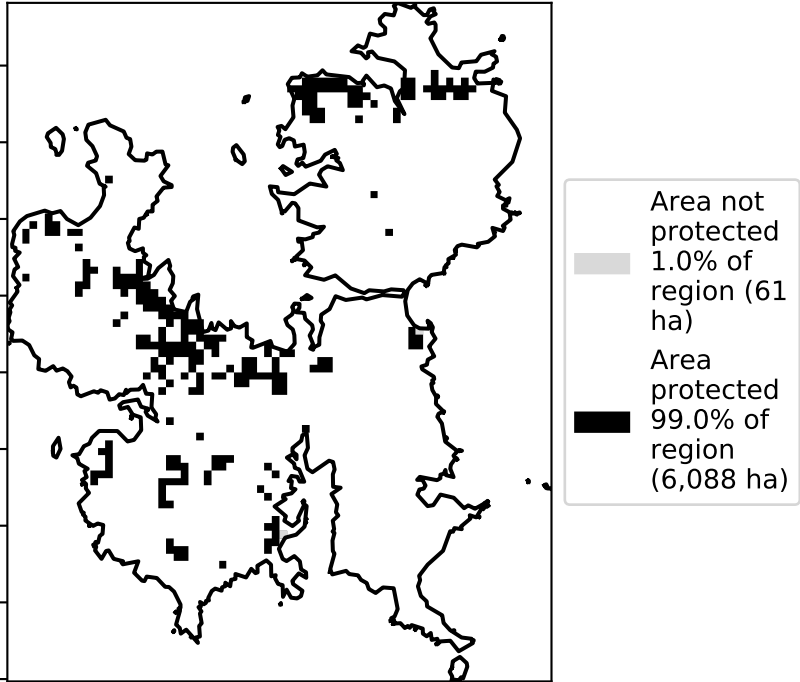 Area not
protected
1.0% of
region (61
ha)
Area
protected
99.0% of
region
(6,088 ha)